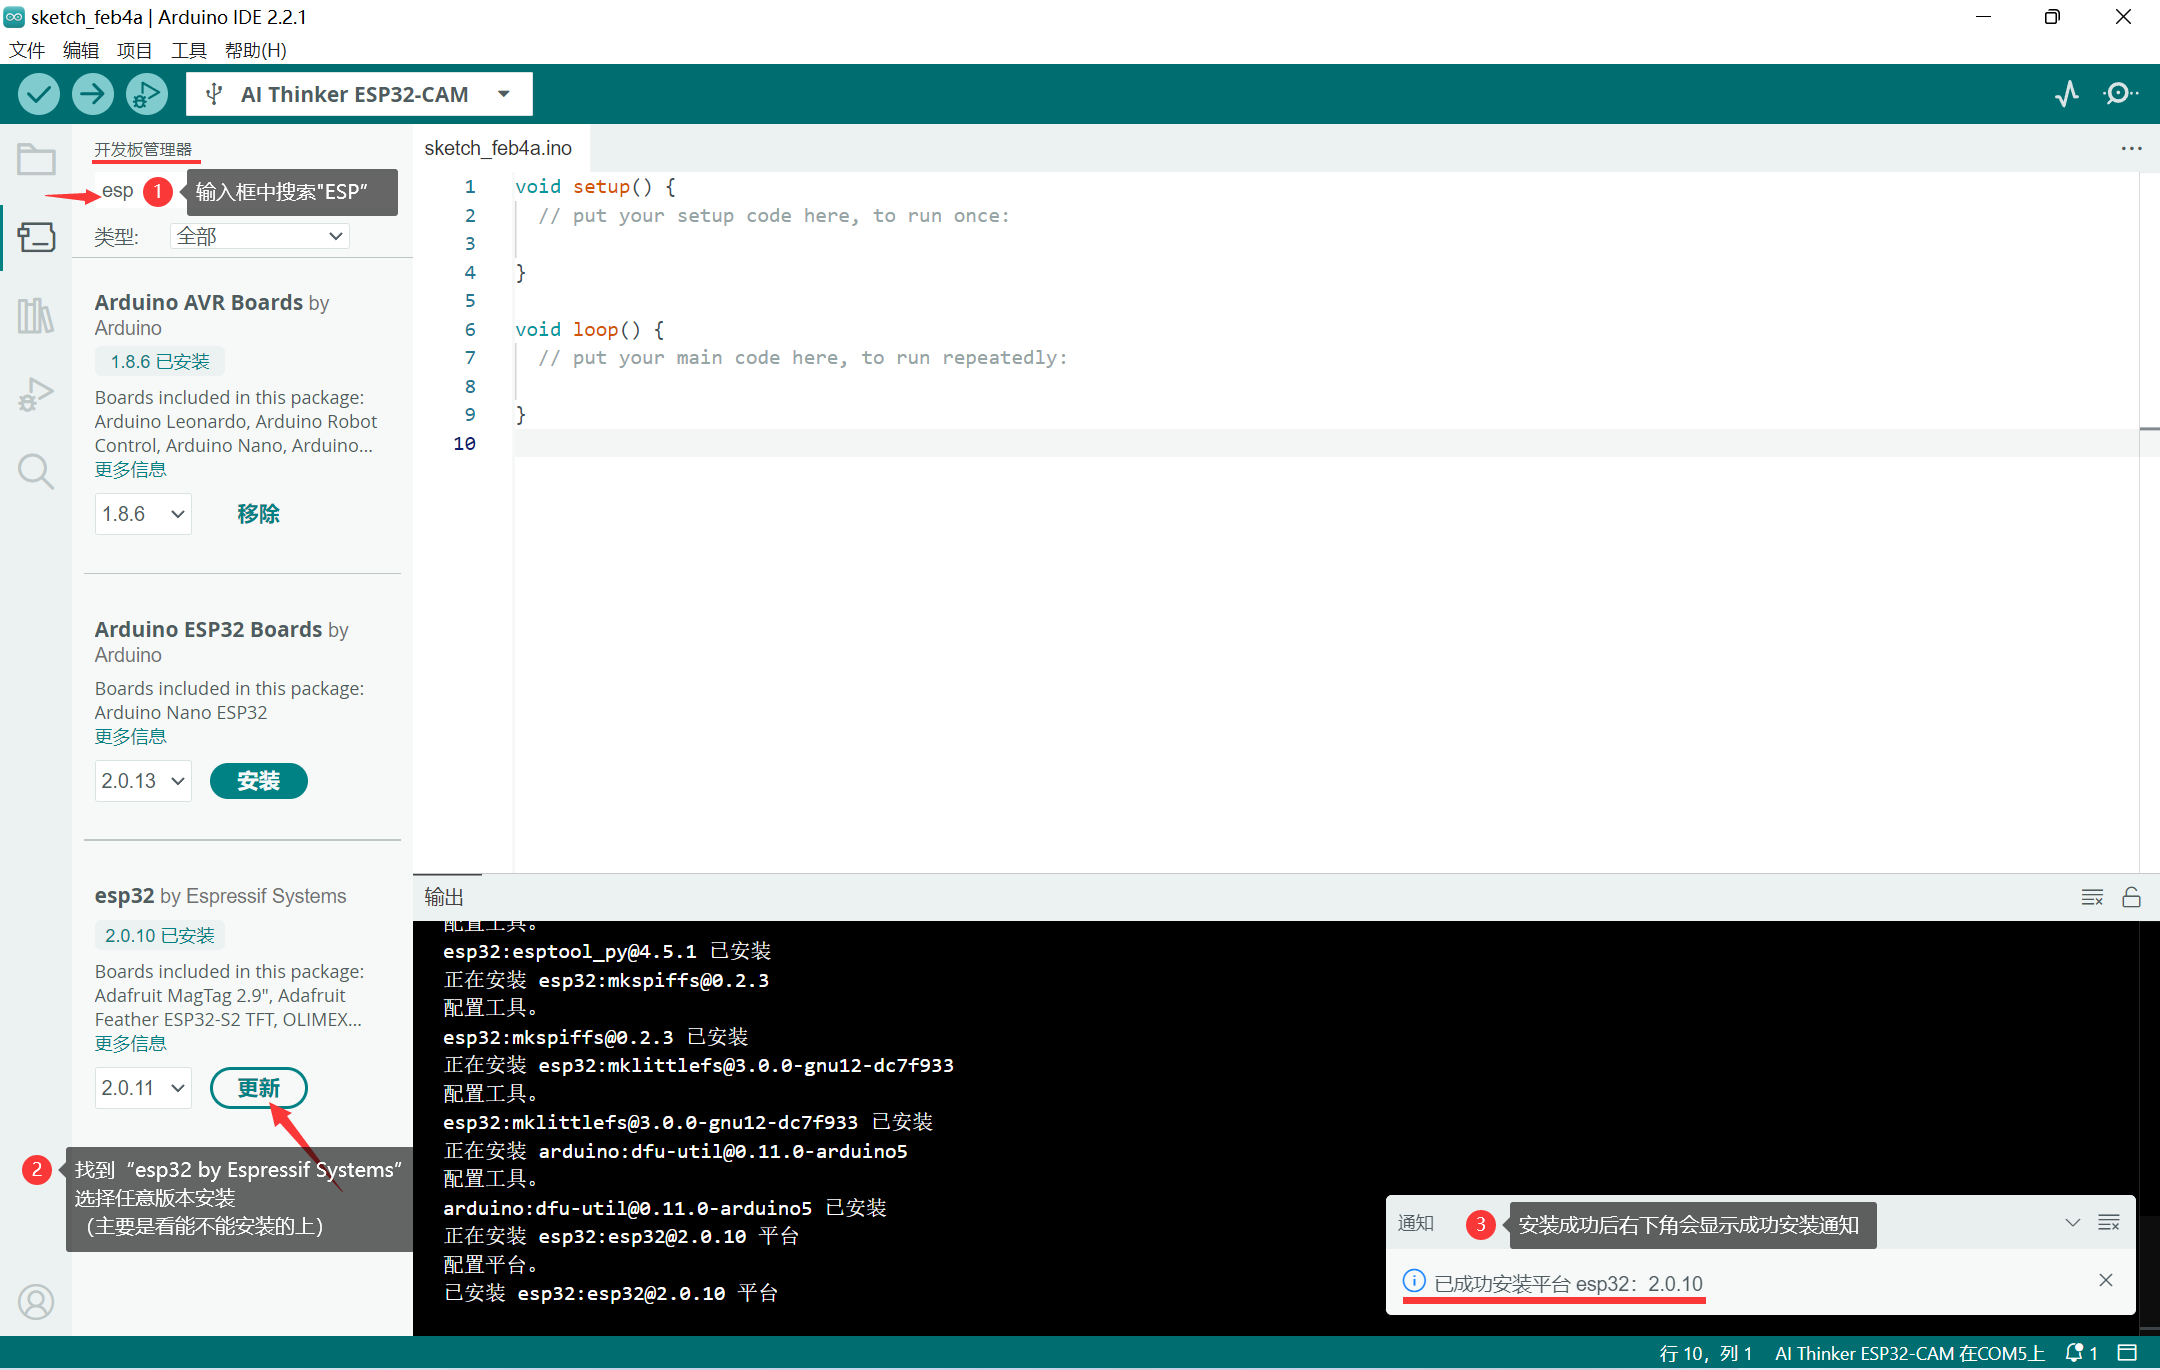 sketch_feb4a | Arduino IDE 2.2.1
文件 编辑 项目 工具 帮助(H)
AI Thinker ESP32-CAM
开发板管理器
esp
1 输入框中搜索"ESP"
类型: 全部
Arduino AVR Boards by
Arduino
1.8.6 已安装
Boards included in this package:
Arduino Leonardo, Arduino Robot
Control, Arduino Nano, Arduino...
更多信息
1.8.6 移除
Arduino ESP32 Boards by
Arduino
Boards included in this package:
Arduino Nano ESP32
更多信息
2.0.13 安装
esp32 by Espressif Systems
2.0.10 已安装
Boards included in this package:
Adafruit MagTag 2.9", Adafruit
Feather ESP32-S2 TFT, OLIMEX...
更多信息
2.0.11 更新
2 找到“esp32 by Espressif Systems”
选择任意版本安装
（主要是看能不能安装的上）
sketch_feb4a.ino
1 void setup() {
2 // put your setup code here, to run once:
3
4 }
5
6 void loop() {
7 // put your main code here, to run repeatedly:
8
9 }
10
输出
配置工具。
esp32:esptool_py@4.5.1 已安装
正在安装 esp32:mkspiffs@0.2.3
配置工具。
esp32:mkspiffs@0.2.3 已安装
正在安装 esp32:mklittlefs@3.0.0-gnu12-dc7f933
配置工具。
esp32:mklittlefs@3.0.0-gnu12-dc7f933 已安装
正在安装 arduino:dfu-util@0.11.0-arduino5
配置工具。
arduino:dfu-util@0.11.0-arduino5 已安装
正在安装 esp32:esp32@2.0.10 平台
配置平台。
已安装 esp32:esp32@2.0.10 平台
通知
3 安装成功后右下角会显示成功安装通知
已成功安装平台 esp32：2.0.10
行 10，列 1 AI Thinker ESP32-CAM 在COM5上 1